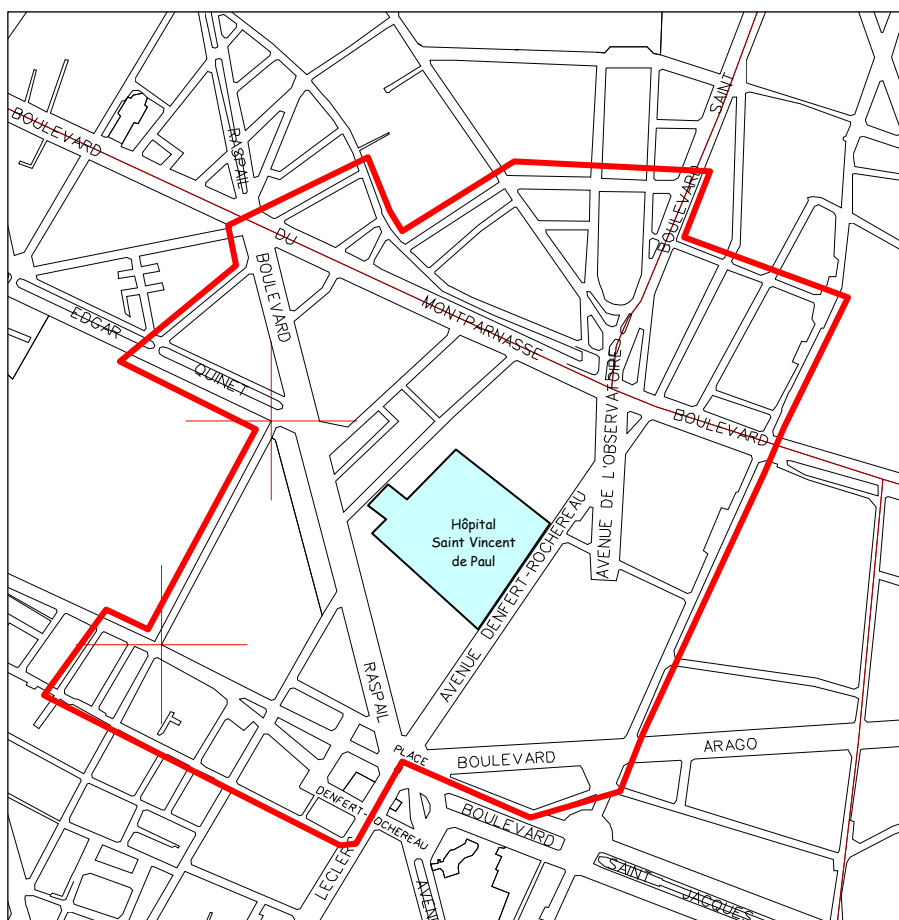 SAINT
BOULEVARD
RASPAIL
BOULEVARD
DU
BOULEVARD
MONTPARNASSE
EDGAR
QUINET
AVENUE DE L'OBSERVATOIRE
BOULEVARD
Hôpital
Saint Vincent
de Paul
AVENUE DENFERT-ROCHEREAU
RASPAIL
PLACE
DENFERT-ROCHEREAU
BOULEVARD
ARAGO
BOULEVARD
SAINT-JACQUES
LECLERC
AVEN